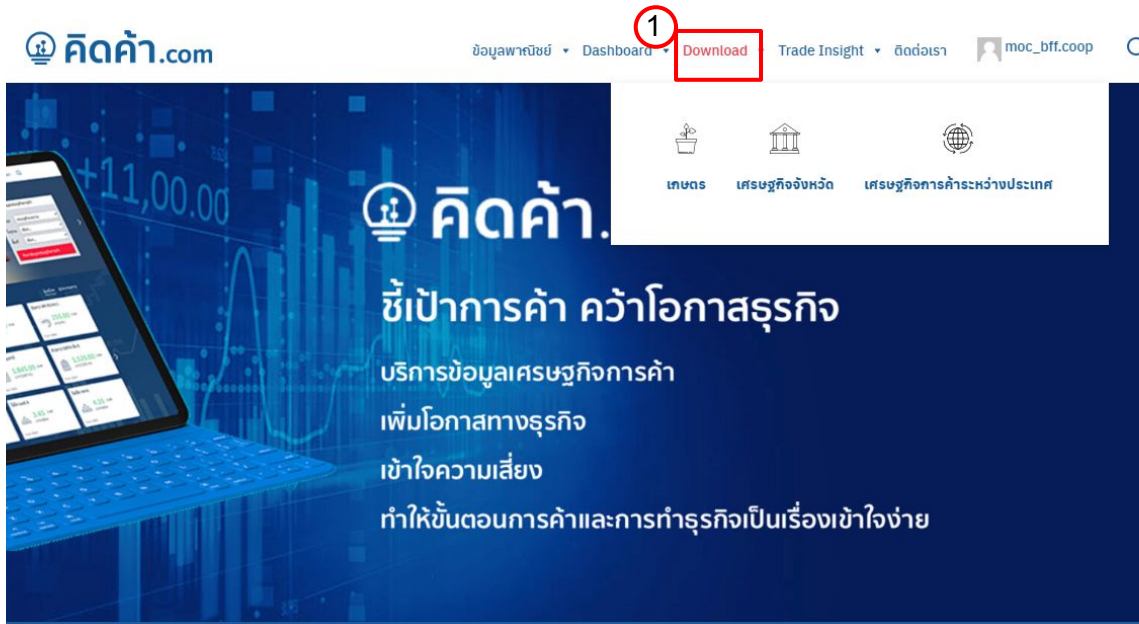 1
คิดค้า.com
ข้อมูลพาณิชย์ Dashboard Download Trade Insight ติดต่อเรา moc_bff.coop
เกษตร เศรษฐกิจจังหวัด เศรษฐกิจการค้าระหว่างประเทศ
+11,00.00
คิดค้า.
ชี้เป้าการค้า คว้าโอกาสธุรกิจ
บริการข้อมูลเศรษฐกิจการค้า
เพิ่มโอกาสทางธุรกิจ
เข้าใจความเสี่ยง
ทำให้ขั้นตอนการค้าและการทำธุรกิจเป็นเรื่องเข้าใจง่าย